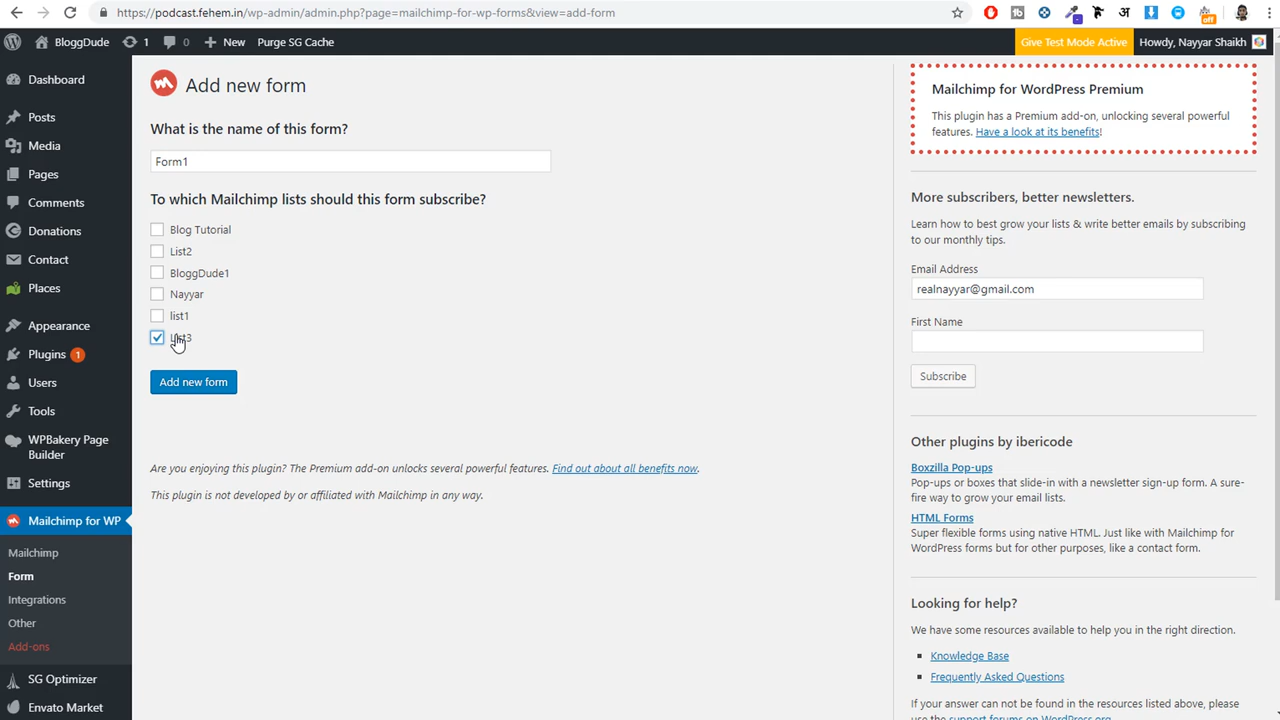 https://podcast.fehem.in/wp-admin/admin.php?page=mailchimp-for-wp-forms&view=add-form
off
BloggDude
1
0
New
Purge SG Cache
Give Test Mode Active
Howdy, Nayyar Shaikh
Dashboard
Posts
Media
Pages
Comments
Donations
Contact
Places
Appearance
Plugins 1
Users
Tools
WPBakery Page
Builder
Settings
Mailchimp for WP
Mailchimp
Form
Integrations
Other
Add-ons
SG Optimizer
Envato Market
Add new form
What is the name of this form?
Form1
To which Mailchimp lists should this form subscribe?
Blog Tutorial
List2
BloggDude1
Nayyar
list1
Add new form
Are you enjoying this plugin? The Premium add-on unlocks several powerful features. Find out about all benefits now.
This plugin is not developed by or affiliated with Mailchimp in any way.
Mailchimp for WordPress Premium
This plugin has a Premium add-on, unlocking several powerful
features. Have a look at its benefits!
More subscribers, better newsletters.
Learn how to best grow your lists & write better emails by subscribing
to our monthly tips.
Email Address
realnayyar@gmail.com
First Name
Subscribe
Other plugins by ibericode
Boxzilla Pop-ups
Pop-ups or boxes that slide-in with a newsletter sign-up form. A sure-
fire way to grow your email lists.
HTML Forms
Super flexible forms using native HTML. Just like with Mailchimp for
WordPress forms but for other purposes, like a contact form.
Looking for help?
We have some resources available to help you in the right direction.
Knowledge Base
Frequently Asked Questions
If your answer can not be found in the resources listed above, please
use the support forums on WordPress.org.